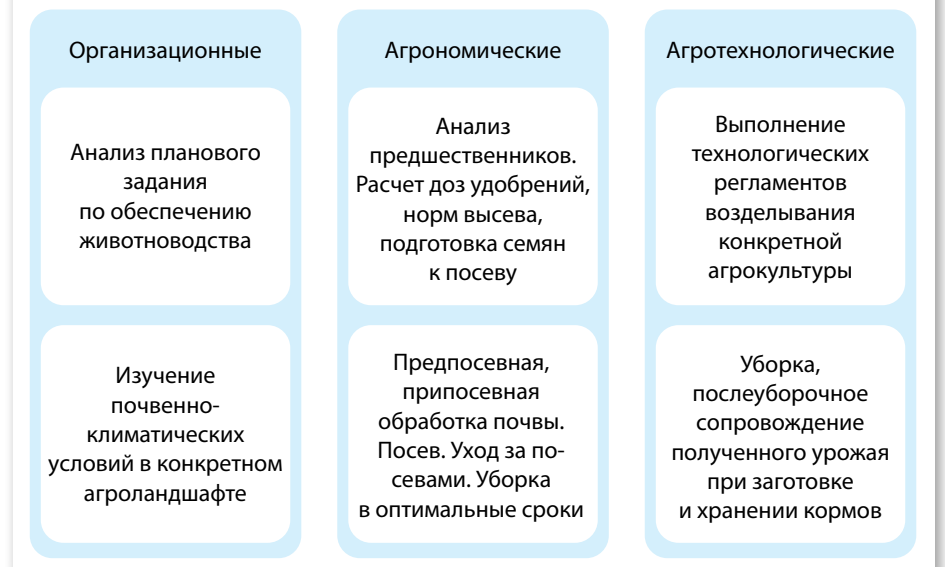 Организационные
Анализ планового
задания
по обеспечению
животноводства
Изучение
почвенно-
климатических
условий в конкретном
агроландшафте
Агрономические
Анализ
предшественников.
Расчет доз удобрений,
норм высева,
подготовка семян
к посеву
Предпосевная,
припосевная
обработка почвы.
Посев. Уход за по-
севами. Уборка
в оптимальные сроки
Агротехнологические
Выполнение
технологических
регламентов
возделывания
конкретной
агрокультуры
Уборка,
послеуборочное
сопровождение
полученного урожая
при заготовке
и хранении кормов